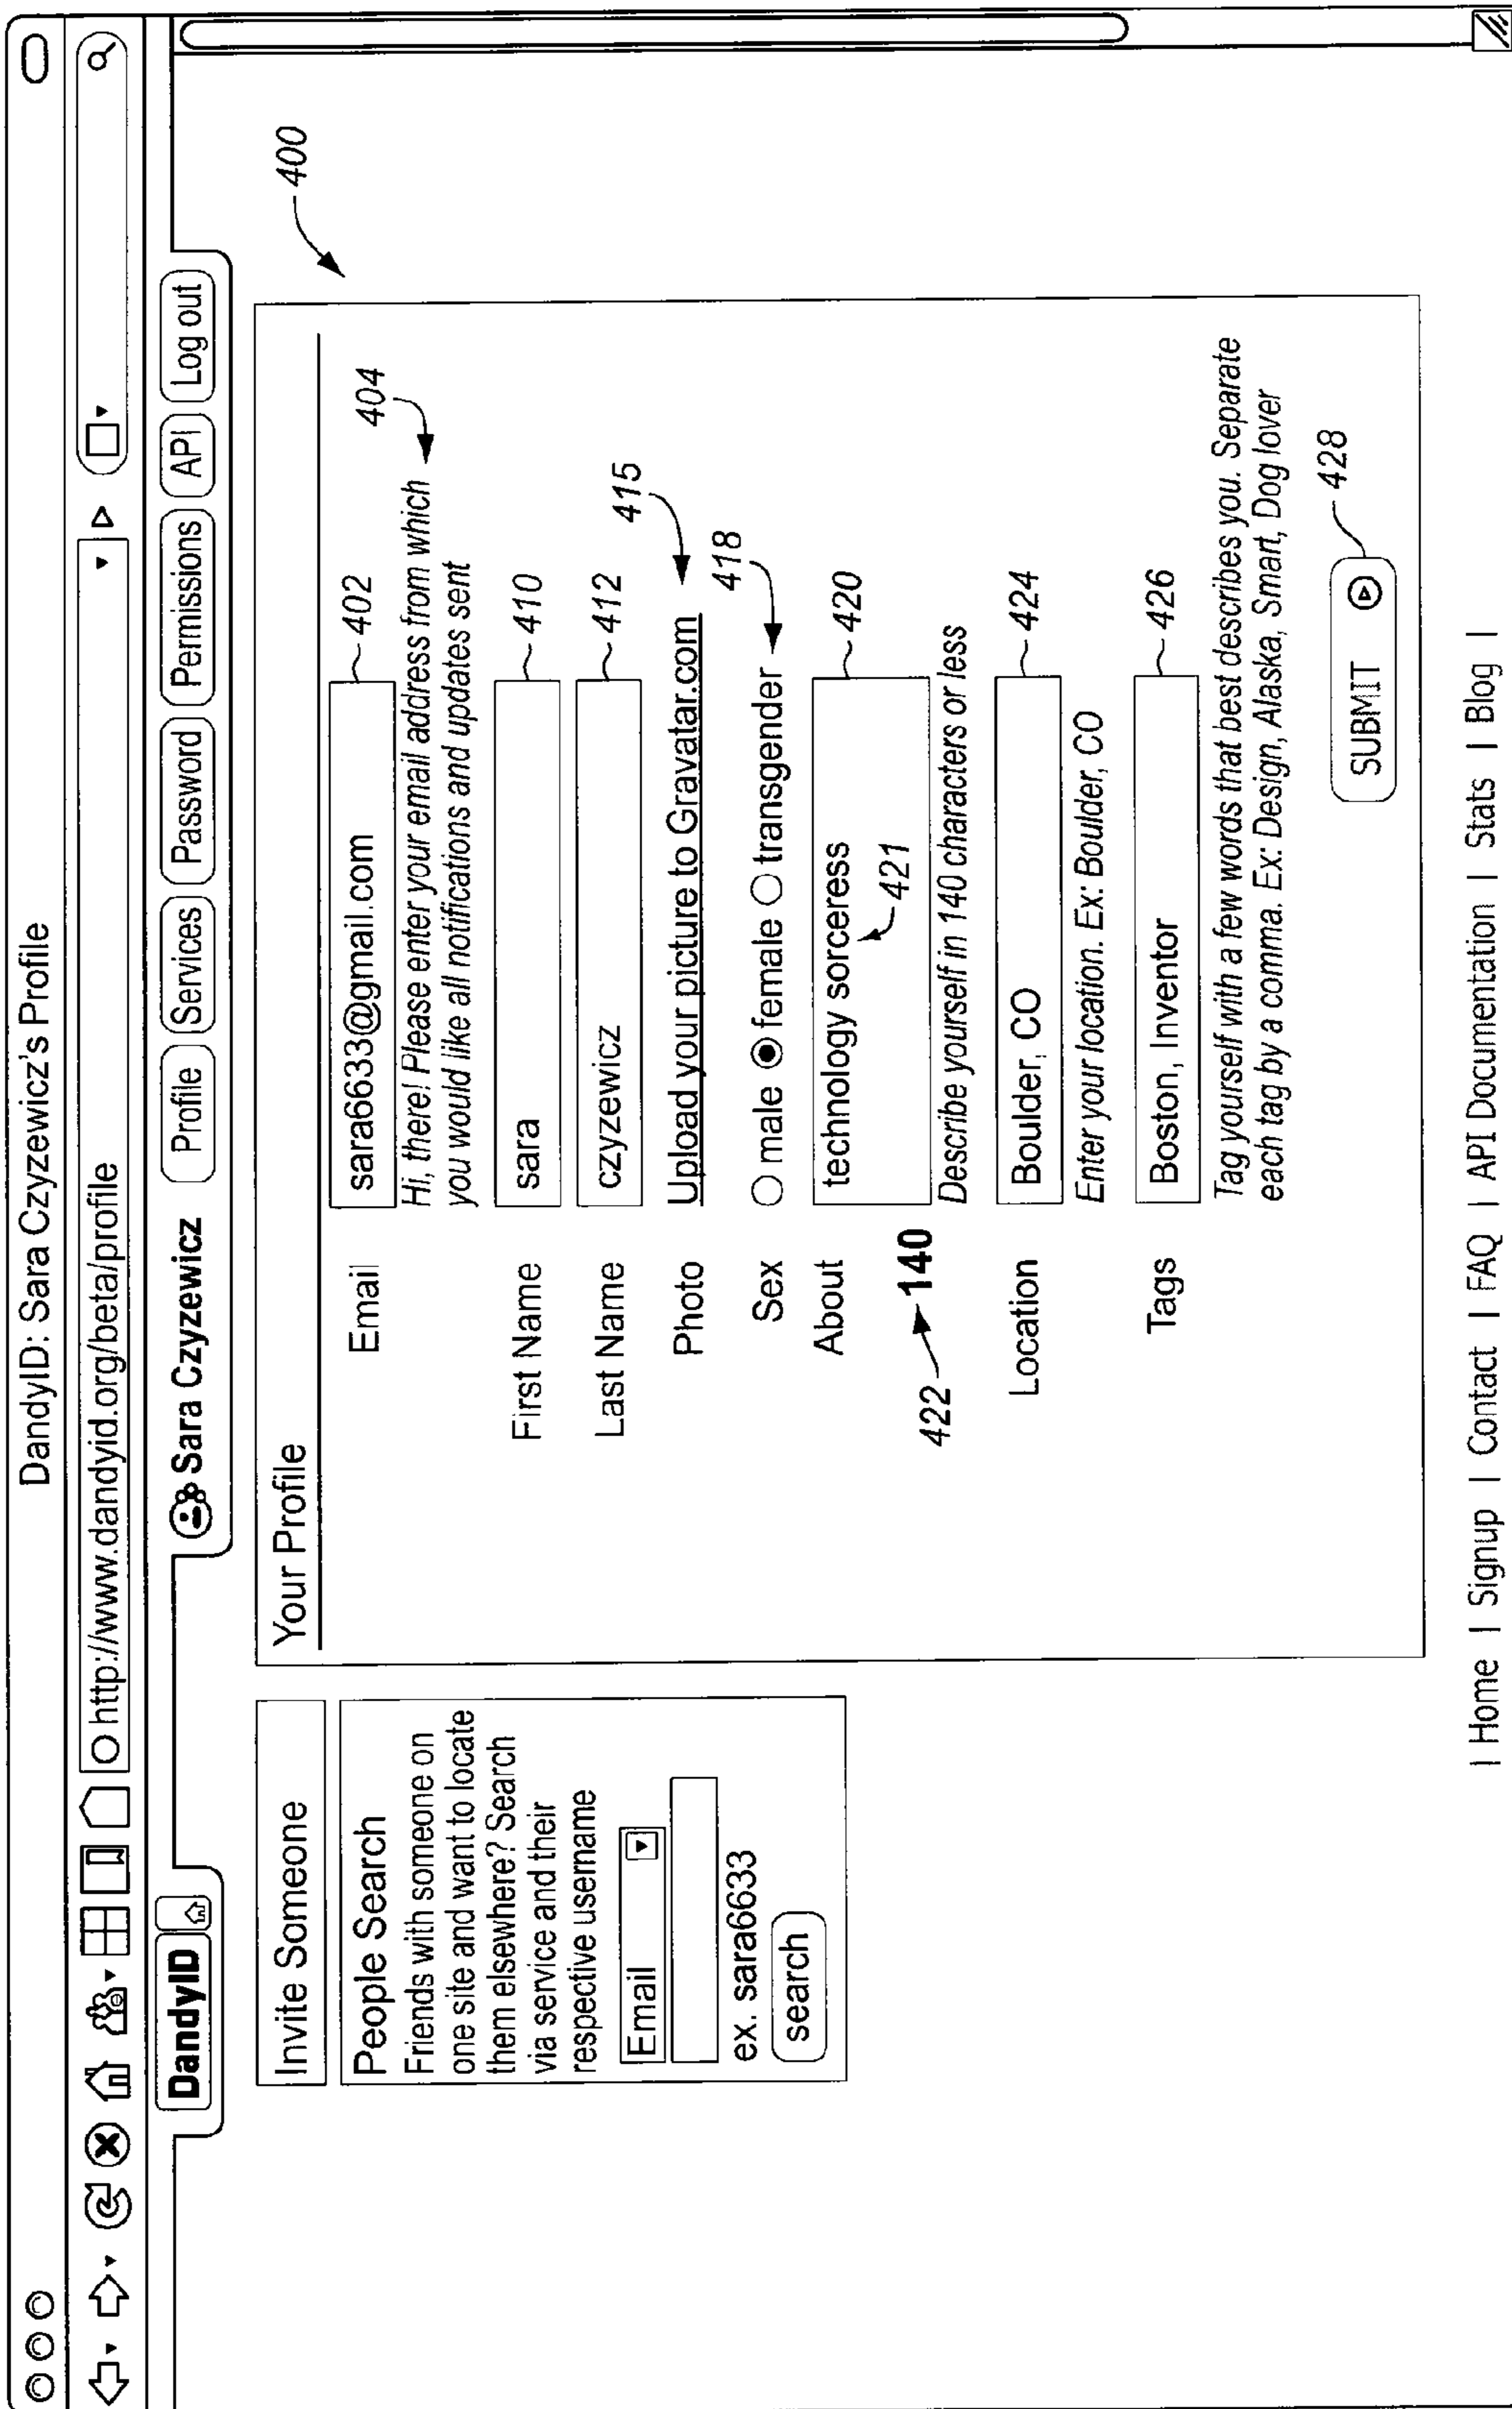 DandyID: Sara Czyzewicz's Profile
http://www.dandyid.org/beta/profile
DandyID
Sara Czyzewicz
Profile Services Password Permissions API Log out
Invite Someone
People Search
Friends with someone on
one site and want to locate
them elsewhere? Search
via service and their
respective username
Email
ex. sara6633
search
400
Your Profile
Email sara6633@gmail.com 402
Hi, there! Please enter your email address from which 404
you would like all notifications and updates sent
First Name sara 410
Last Name czyzewicz 412
Photo Upload your picture to Gravatar.com 415
Sex male female transgender 418
About technology sorceress 420
421
422 140
Describe yourself in 140 characters or less
Location Boulder, CO 424
Enter your location. Ex: Boulder, CO
Tags Boston, Inventor 426
Tag yourself with a few words that best describes you. Separate
each tag by a comma. Ex: Design, Alaska, Smart, Dog lover
SUBMIT 428
| Home | Signup | Contact | FAQ | API Documentation | Stats | Blog |